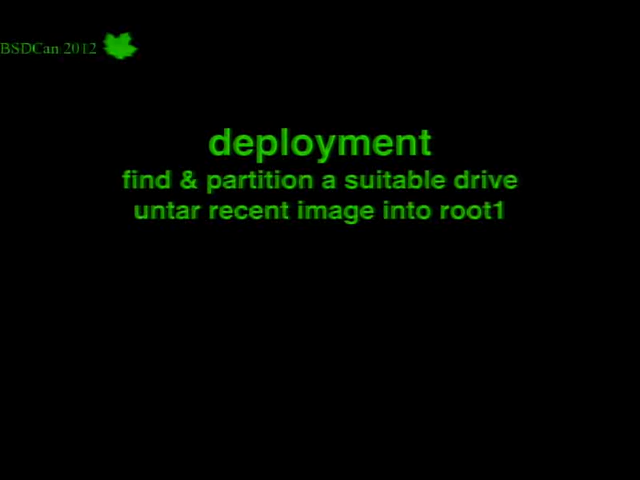 BSDCan 2012
deployment
find & partition a suitable drive
untar recent image into root1